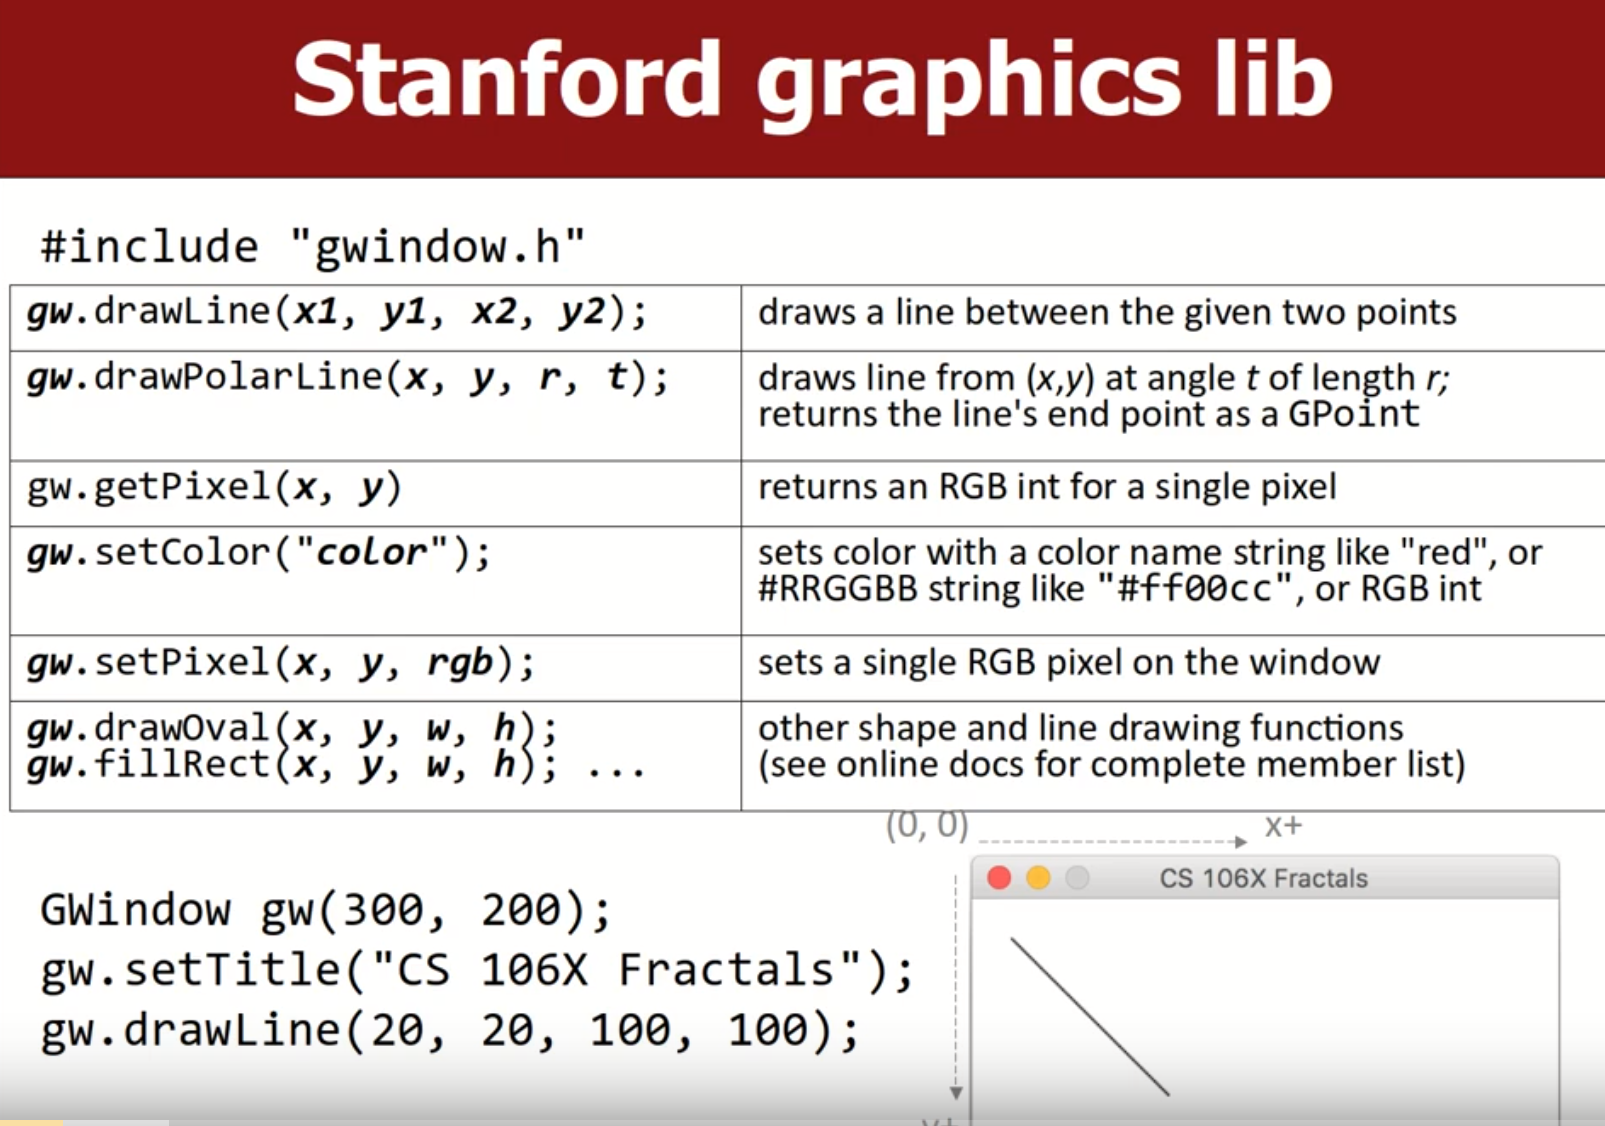 Stanford graphics lib
#include "gwindow.h"
gw.drawLine(x1, y1, x2, y2);
draws a line between the given two points
gw.drawPolarLine(x, y, r, t);
draws line from (x,y) at angle t of length r;
returns the line's end point as a GPoint
gw.getPixel(x, y)
returns an RGB int for a single pixel
gw.setColor("color");
sets color with a color name string like "red", or
#RRGGBB string like "#ff00cc", or RGB int
gw.setPixel(x, y, rgb);
sets a single RGB pixel on the window
gw.drawOval(x, y, w, h);
gw.fillRect(x, y, w, h); ...
other shape and line drawing functions
(see online docs for complete member list)
GWindow gw(300, 200);
gw.setTitle("CS 106X Fractals");
gw.drawLine(20, 20, 100, 100);
(0, 0)
x+
CS 106X Fractals